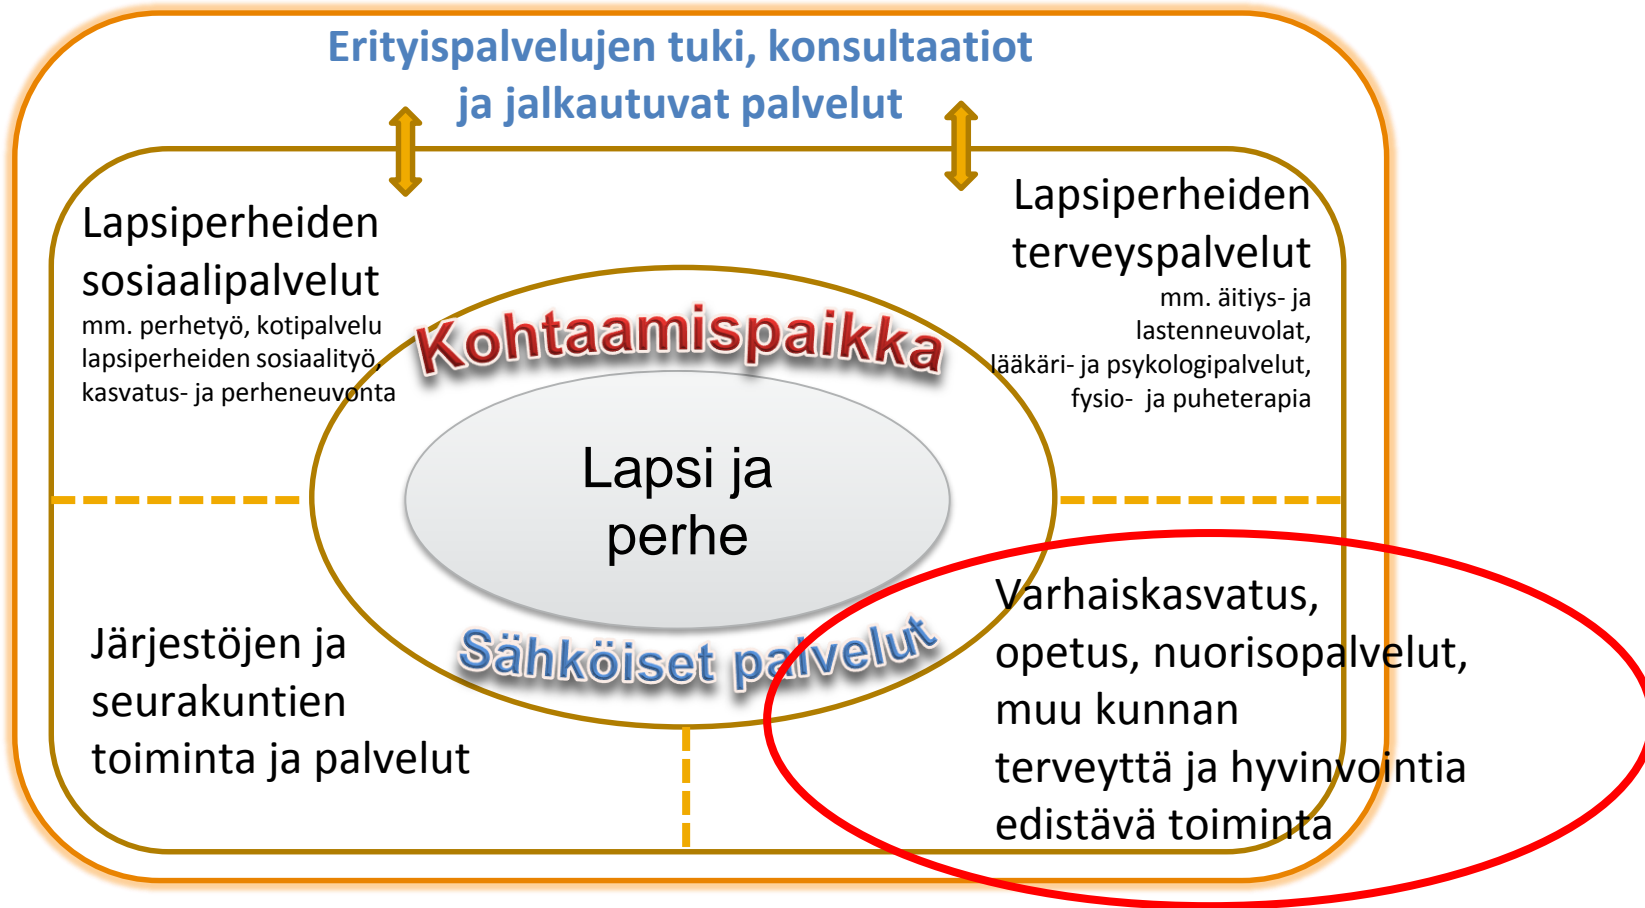 Erityispalvelujen tuki, konsultaatiot
ja jalkautuvat palvelut
Lapsiperheiden
sosiaalipalvelut
mm. perhetyö, kotipalvelu
lapsiperheiden sosiaalityö,
kasvatus- ja perheneuvonta
Lapsiperheiden
terveyspalvelut
mm. äitiys- ja
lastenneuvolat,
lääkäri- ja psykologipalvelut,
fysio- ja puheterapia
Kohtaamispaikka
Lapsi ja
perhe
Sähköiset palvelut
Järjestöjen ja
seurakuntien
toiminta ja palvelut
Varhaiskasvatus,
opetus, nuorisopalvelut,
muu kunnan
terveyttä ja hyvinvointia
edistävä toiminta